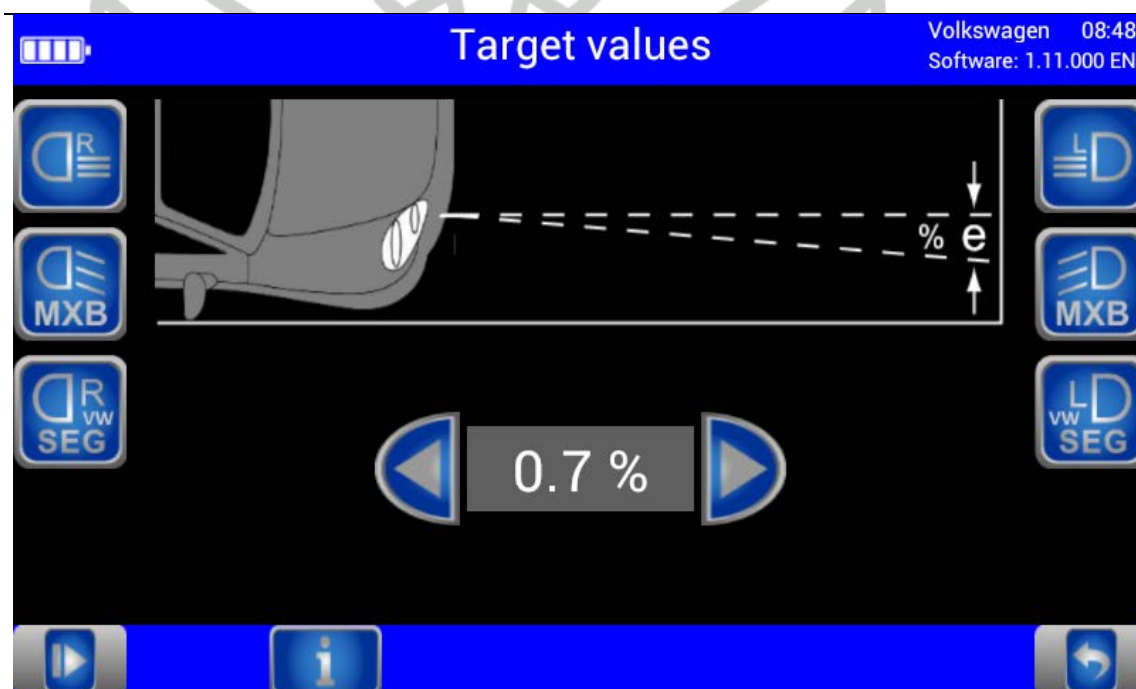 Target values
Volkswagen 08:48
Software: 1.11.000 EN
R
L
% e
MXB
MXB
R
VW
SEG
L
VW
SEG
0.7 %
i